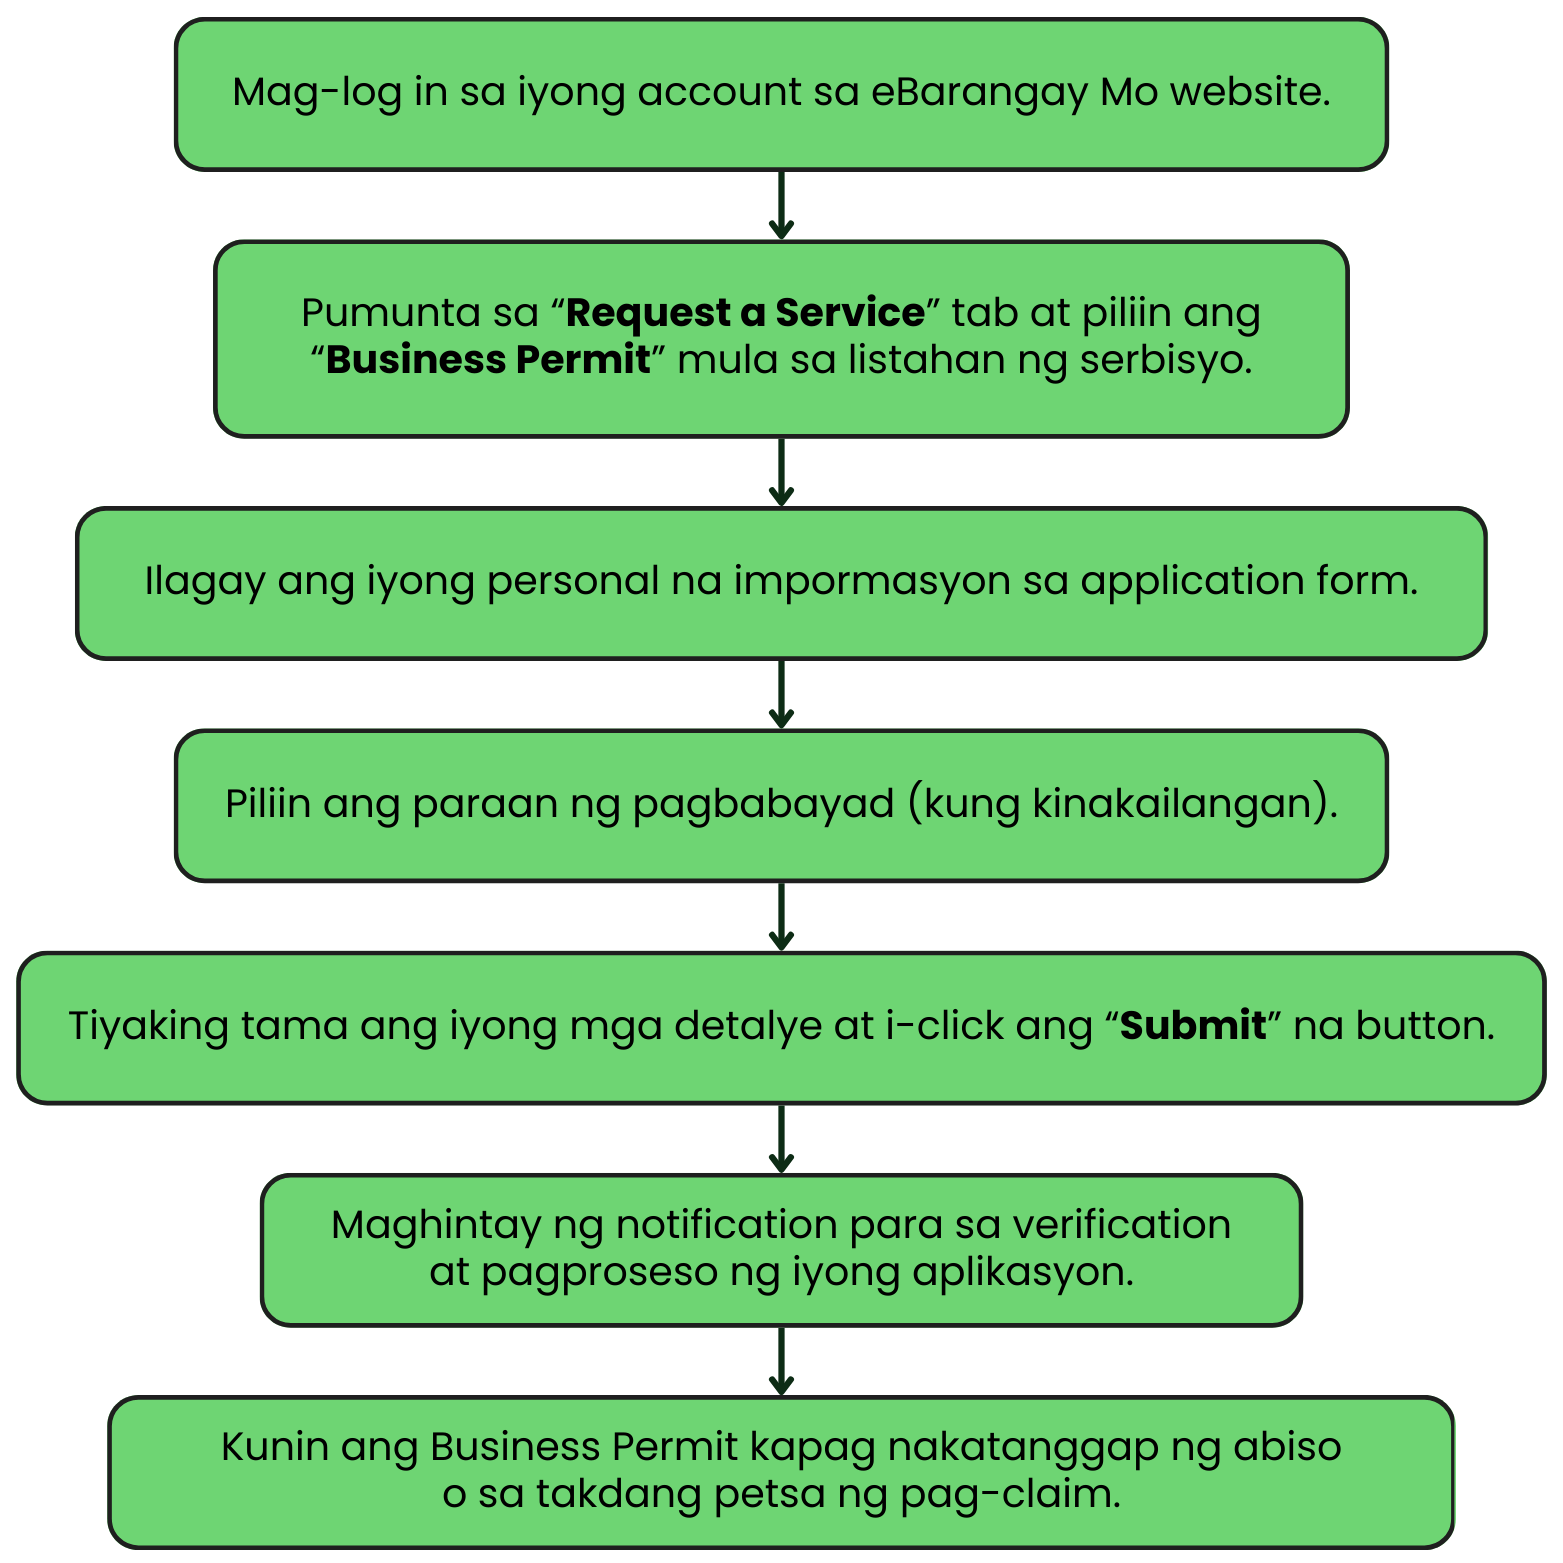 Mag-log in sa iyong account sa eBarangay Mo website.
Pumunta sa “Request a Service” tab at piliin ang
“Business Permit” mula sa listahan ng serbisyo.
Ilagay ang iyong personal na impormasyon sa application form.
Piliin ang paraan ng pagbabayad (kung kinakailangan).
Tiyaking tama ang iyong mga detalye at i-click ang “Submit” na button.
Maghintay ng notification para sa verification
at pagproseso ng iyong aplikasyon.
Kunin ang Business Permit kapag nakatanggap ng abiso
o sa takdang petsa ng pag-claim.